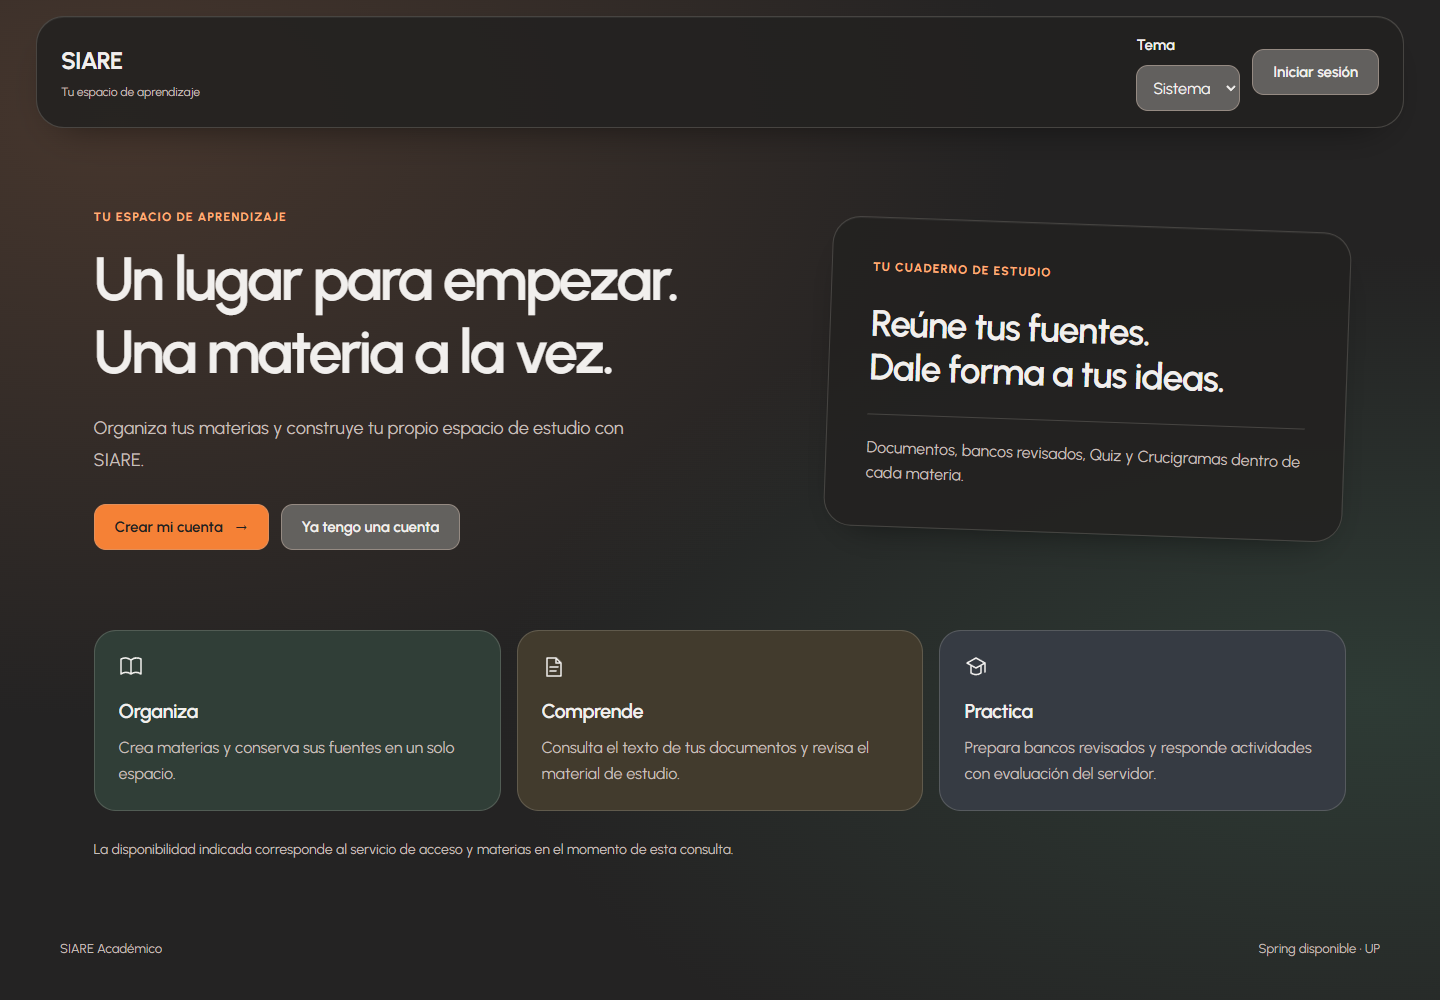 SIARE
Tu espacio de aprendizaje
Tema
Sistema
Iniciar sesión
TU ESPACIO DE APRENDIZAJE
Un lugar para empezar.
Una materia a la vez.
Organiza tus materias y construye tu propio espacio de estudio con
SIARE.
Crear mi cuenta →
Ya tengo una cuenta
TU CUADERNO DE ESTUDIO
Reúne tus fuentes.
Dale forma a tus ideas.
Documentos, bancos revisados, Quiz y Crucigramas dentro de
cada materia.
Organiza
Crea materias y conserva sus fuentes en un solo
espacio.
Comprende
Consulta el texto de tus documentos y revisa el
material de estudio.
Practica
Prepara bancos revisados y responde actividades
con evaluación del servidor.
La disponibilidad indicada corresponde al servicio de acceso y materias en el momento de esta consulta.
SIARE Académico
Spring disponible · UP